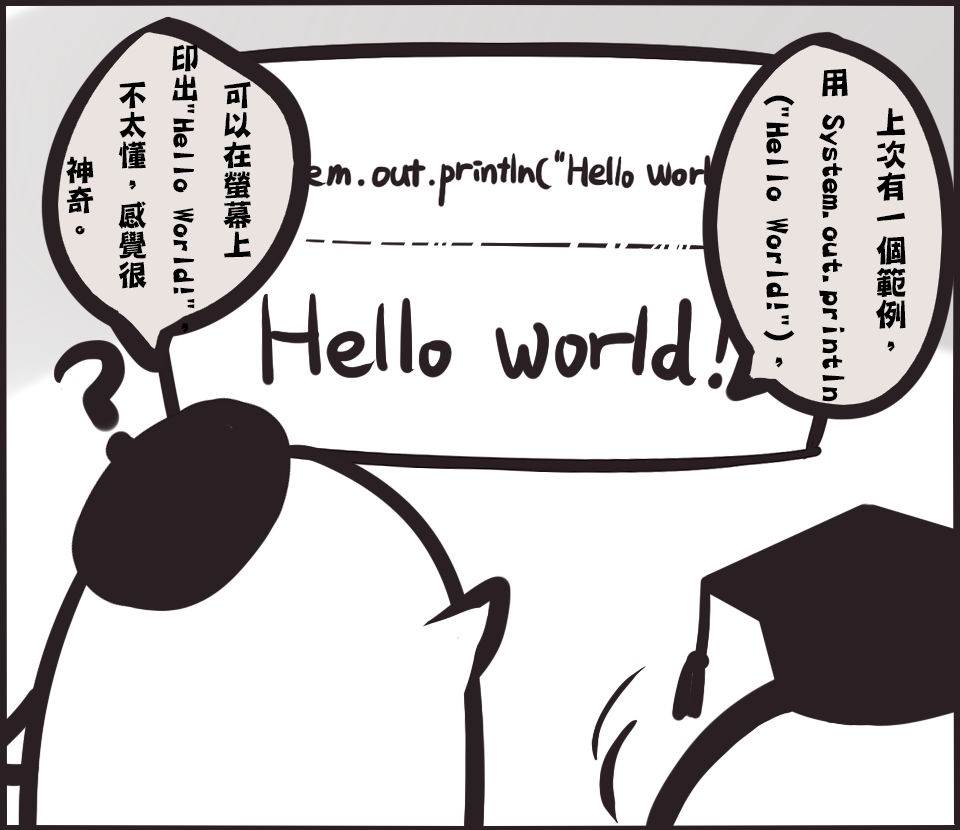 上次有一個範例，
用 System.out.println
("Hello World!")，
em.out.println("Hello worl
Hello world!
可以在螢幕上
印出"Hello World!"，
不太懂，感覺很
神奇。
?